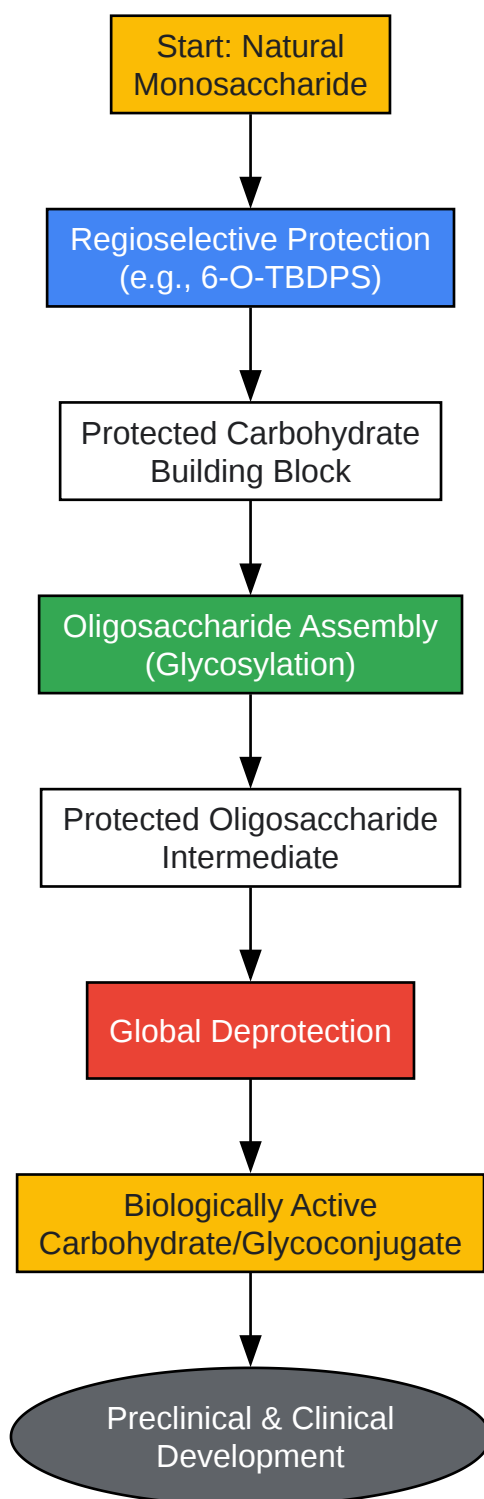 Start: Natural
Monosaccharide
Regioselective Protection
(e.g., 6-O-TBDPS)
Protected Carbohydrate
Building Block
Oligosaccharide Assembly
(Glycosylation)
Protected Oligosaccharide
Intermediate
Global Deprotection
Biologically Active
Carbohydrate/Glycoconjugate
Preclinical & Clinical
Development